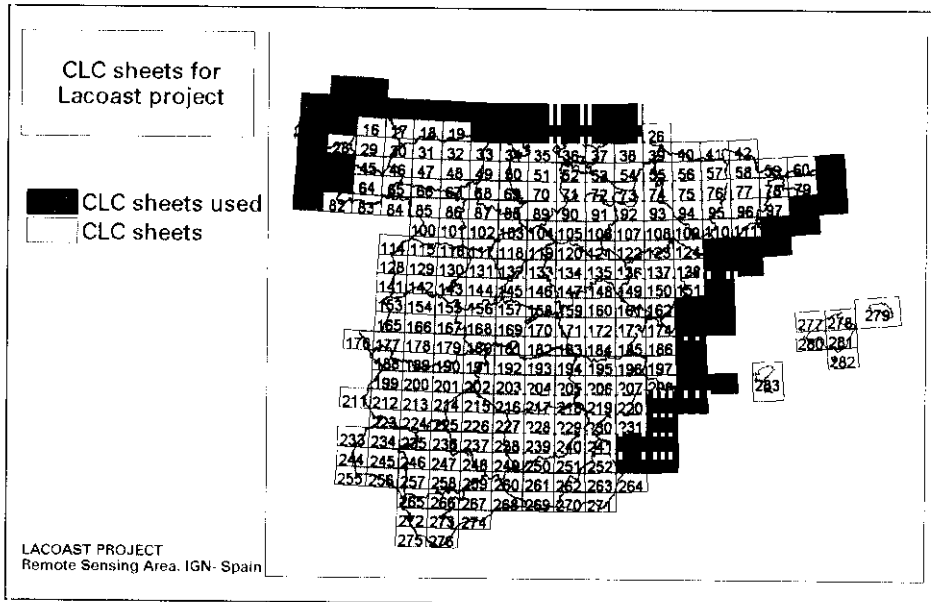 CLC sheets for
Lacoast project
CLC sheets used
CLC sheets
16 17 18 19 26
28 29 30 31 32 33 34 35 36 37 38 39 40 41 42
45 46 47 48 49 50 51 52 53 54 55 56 57 58 59 60
64 65 66 67 68 69 70 71 72 73 74 75 76 77 78 79
82 83 84 85 86 87 88 89 90 91 92 93 94 95 96 97
100 101 102 103 104 105 106 107 108 109 110 111
114 115 116 117 118 119 120 121 122 123 124
128 129 130 131 132 133 134 135 136 137 138
141 142 143 144 145 146 147 148 149 150 151
153 154 155 156 157 158 159 160 161 162
165 166 167 168 169 170 171 172 173 174
176 177 178 179 180 181 182 183 184 185 186
188 189 190 191 192 193 194 195 196 197
199 200 201 202 203 204 205 206 207
211 212 213 214 215 216 217 218 219 220
223 224 225 226 227 228 229 230 231
233 234 235 236 237 238 239 240 241
244 245 246 247 248 249 250 251 252
255 256 257 258 259 260 261 262 263 264
265 266 267 268 269 270 271
272 273 274
275 276
277 278 279
280 281
282
283
LACOAST PROJECT
Remote Sensing Area. IGN- Spain